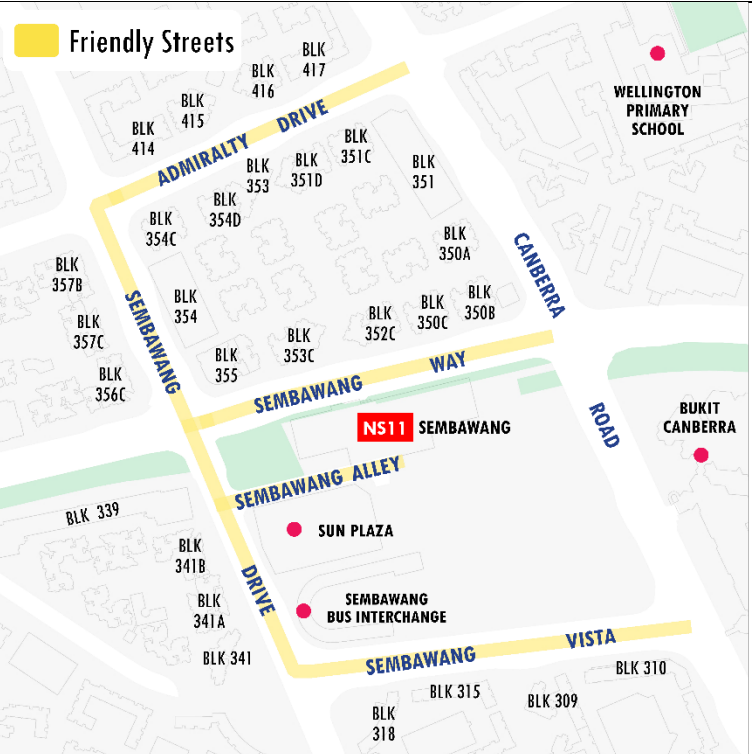 Friendly Streets
BLK
417
BLK
416
BLK
415
BLK
414
WELLINGTON
PRIMARY
SCHOOL
ADMIRALTY DRIVE
BLK
351C
BLK
351D
BLK
353
BLK
351
BLK
354D
BLK
354C
BLK
350A
CANBERRA
ROAD
BLK
357B
BLK
354
BLK
357C
BLK
356C
SEMBAWANG
DRIVE
BLK
350B
BLK
350C
BLK
352C
BLK
353C
BLK
355
SEMBAWANG WAY
NS11 SEMBAWANG
BUKIT
CANBERRA
SEMBAWANG ALLEY
BLK 339
SUN PLAZA
BLK
341B
BLK
341A
BLK 341
SEMBAWANG
BUS INTERCHANGE
SEMBAWANG VISTA
BLK 310
BLK 315
BLK 309
BLK
318